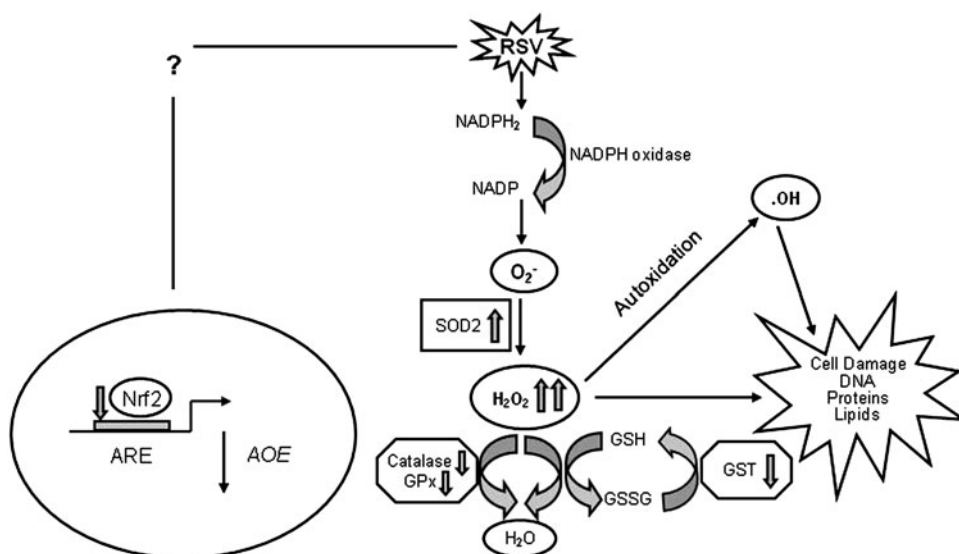 RSV
?
NADPH₂
NADPH oxidase
NADP
.OH
O₂⁻
Autoxidation
SOD2
Cell Damage
DNA
Proteins
Lipids
H₂O₂
Nrf2
ARE
AOE
GSH
Catalase
GPx
GST
GSSG
H₂O